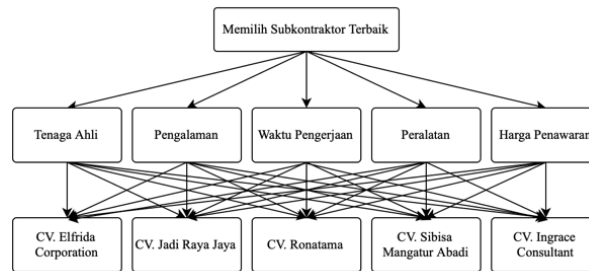 Memilih Subkontraktor Terbaik
Tenaga Ahli
Pengalaman
Waktu Pengerjaan
Peralatan
Harga Penawaran
CV. Elfrida
Corporation
CV. Jadi Raya Jaya
CV. Ronatama
CV. Sibisa
Mangatur Abadi
CV. Ingrace
Consultant